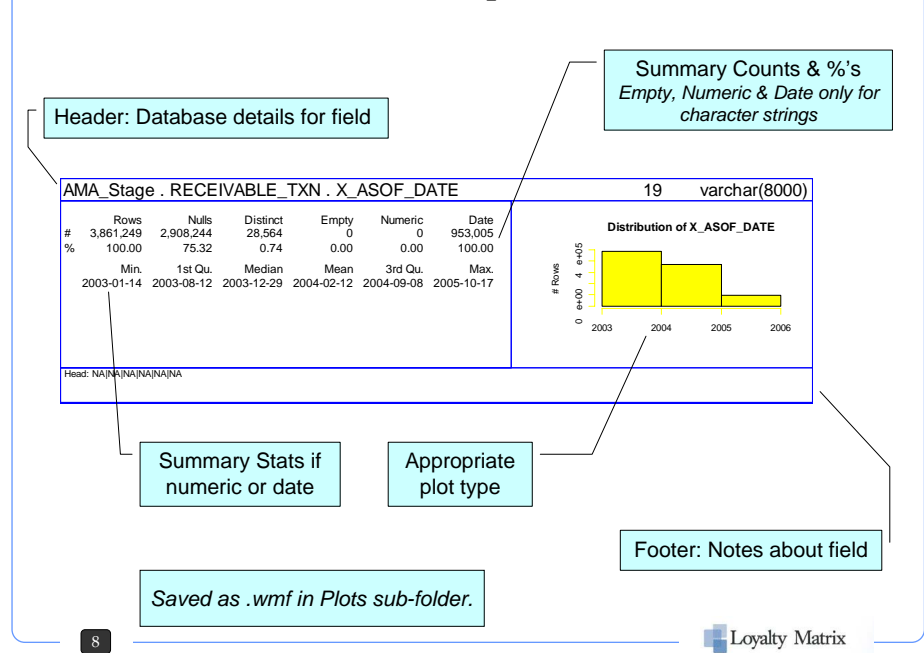 Summary Counts & %'s
Empty, Numeric & Date only for
character strings
Header: Database details for field
AMA_Stage . RECEIVABLE_TXN . X_ASOF_DATE 19 varchar(8000)
Rows Nulls Distinct Empty Numeric Date
# 3,861,249 2,908,244 28,564 0 0 953,005
% 100.00 75.32 0.74 0.00 0.00 100.00
Min. 1st Qu. Median Mean 3rd Qu. Max.
2003-01-14 2003-08-12 2003-12-29 2004-02-12 2004-09-08 2005-10-17
Distribution of X_ASOF_DATE
# Rows
0 e+00 4 e+05
2003 2004 2005 2006
Head: NA|NA|NA|NA|NA|NA
Summary Stats if
numeric or date
Appropriate
plot type
Footer: Notes about field
Saved as .wmf in Plots sub-folder.
8
Loyalty Matrix